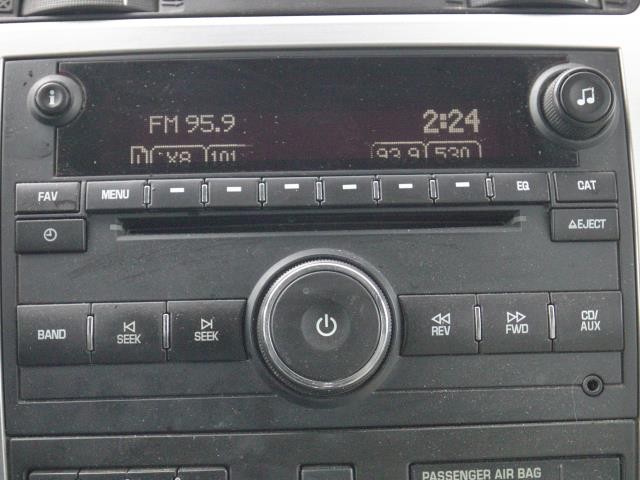 i
FM 95.9 2:24
101 93.9 530
FAV MENU EQ CAT
EJECT
BAND SEEK SEEK REV FWD CD/
AUX
PASSENGER AIR BAG